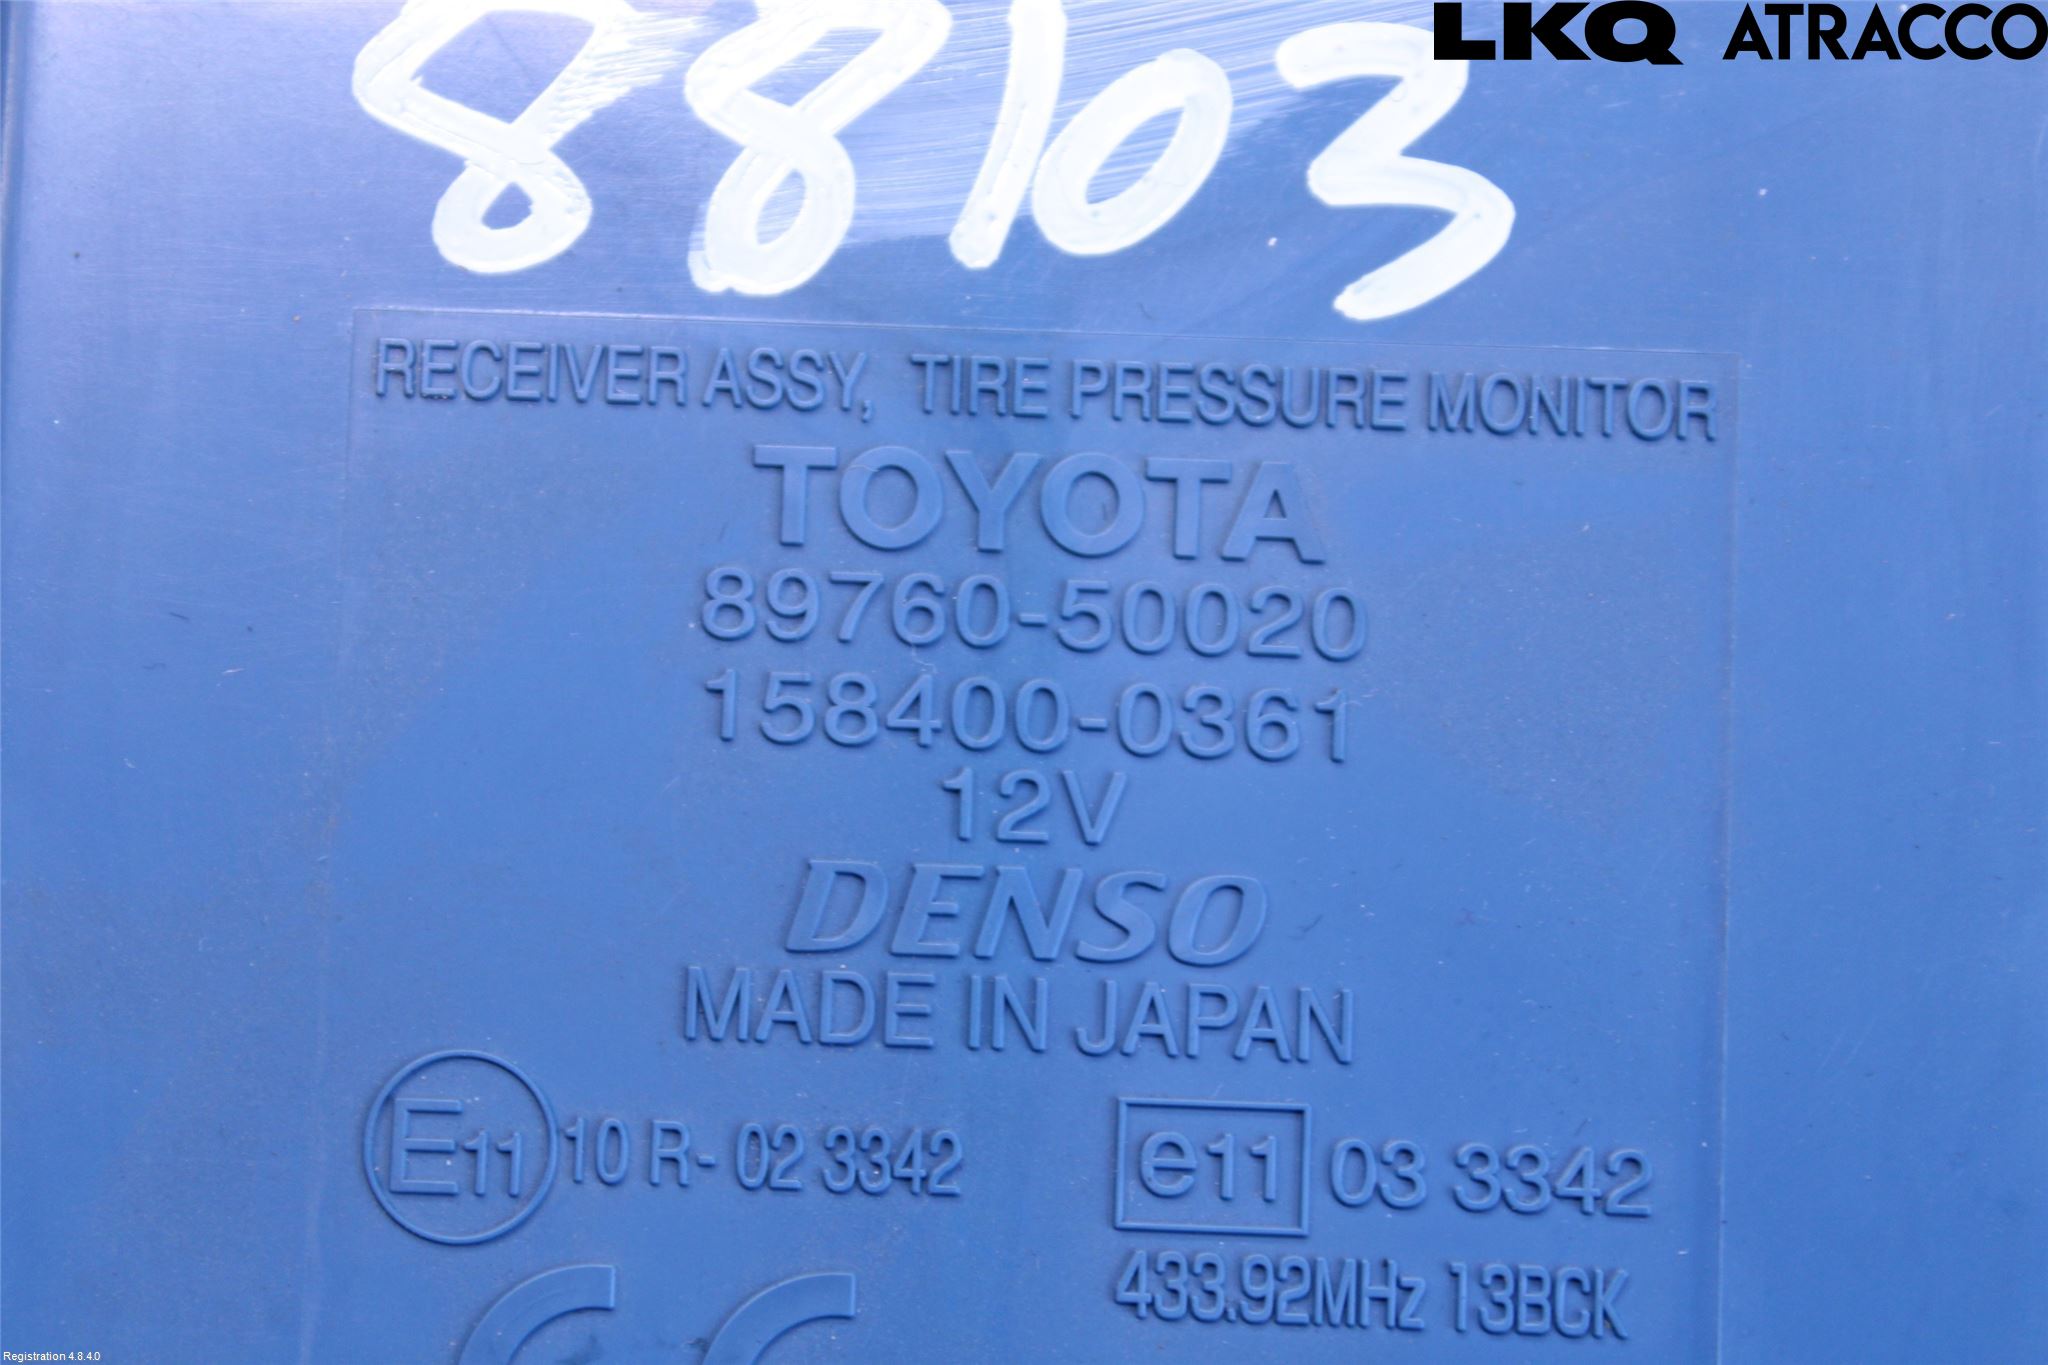 LKQ ATRACCO
88103
RECEIVER ASSY, TIRE PRESSURE MONITOR
TOYOTA
89760-50020
158400-0361
12V
DENSO
MADE IN JAPAN
E11 10 R- 02 3342
e11 03 3342
433.92MHz 13BCK
CE
Registration 4.8.4.0